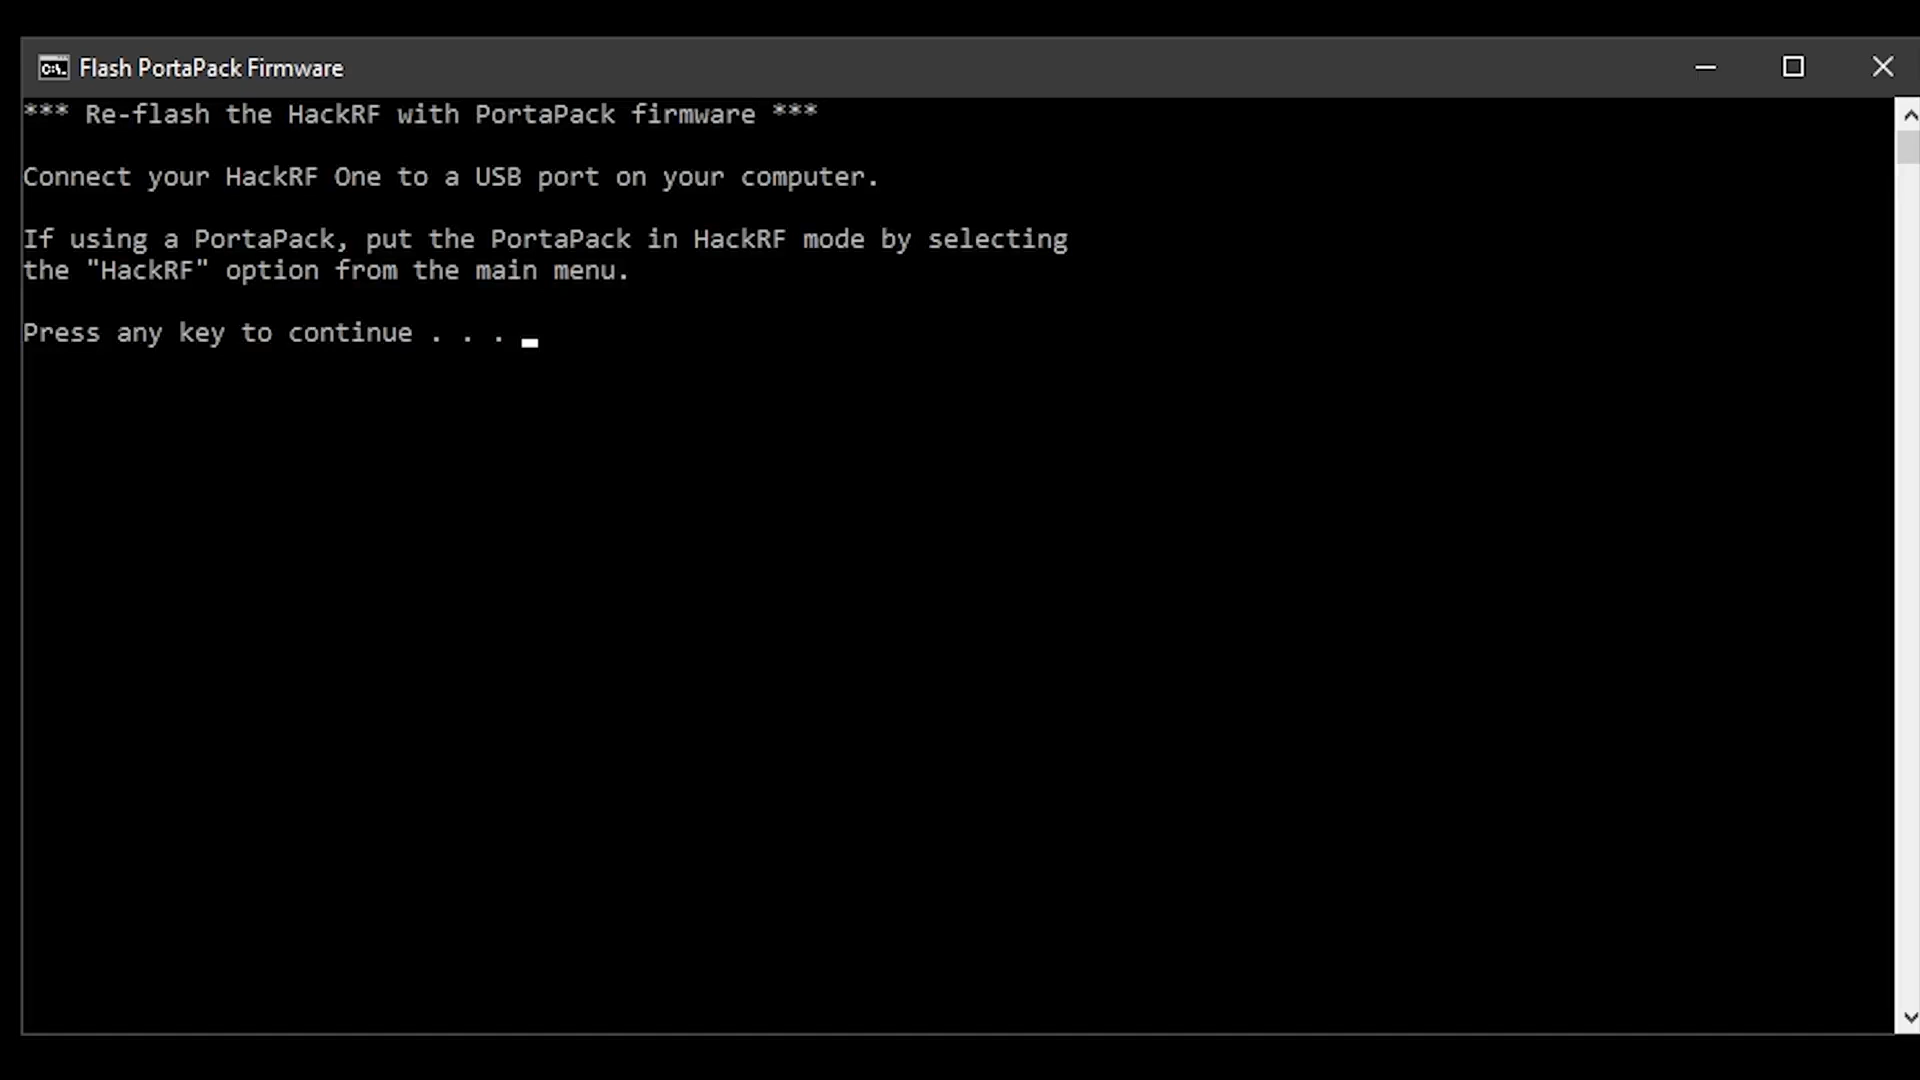 Flash PortaPack Firmware
*** Re-flash the HackRF with PortaPack firmware ***
Connect your HackRF One to a USB port on your computer.
If using a PortaPack, put the PortaPack in HackRF mode by selecting
the "HackRF" option from the main menu.
Press any key to continue . . .